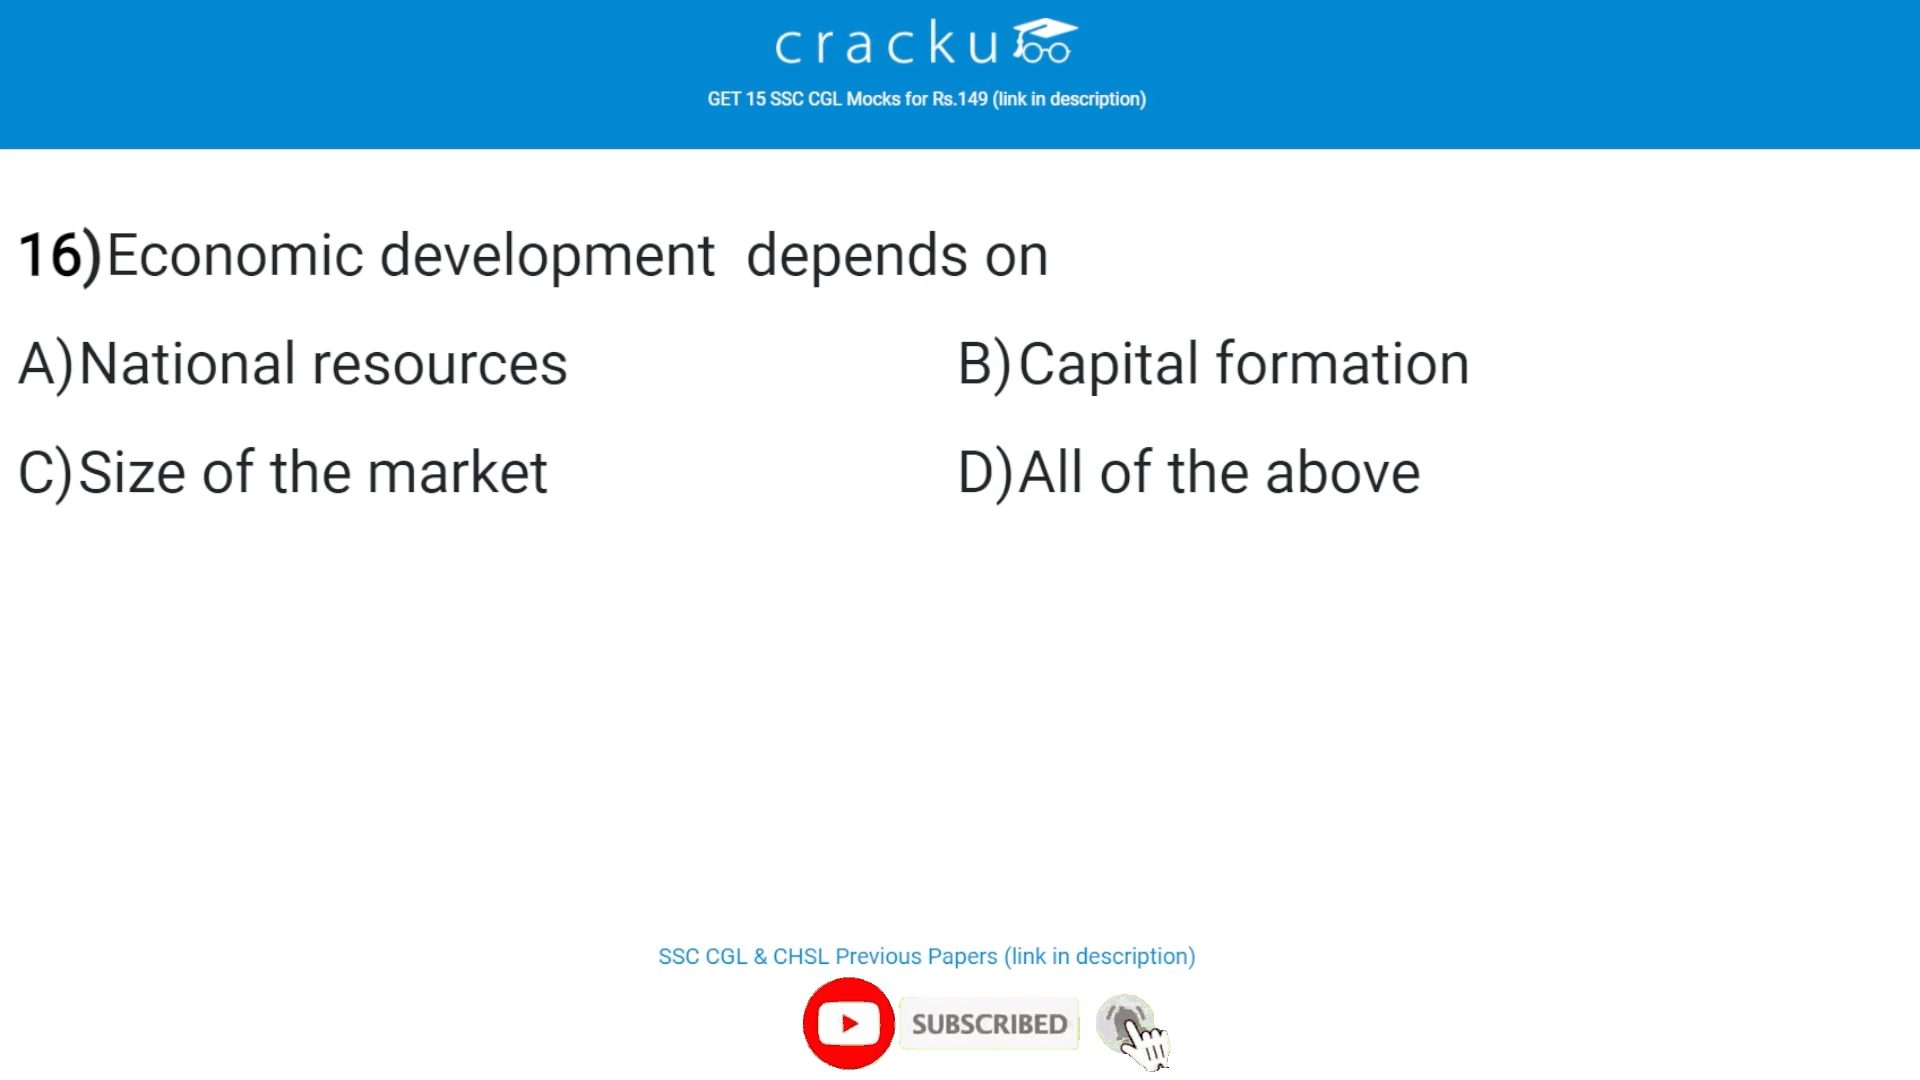 cracku
GET 15 SSC CGL Mocks for Rs.149 (link in description)
16)Economic development  depends on
A)National resources
B)Capital formation
C)Size of the market
D)All of the above
SSC CGL & CHSL Previous Papers (link in description)
SUBSCRIBED